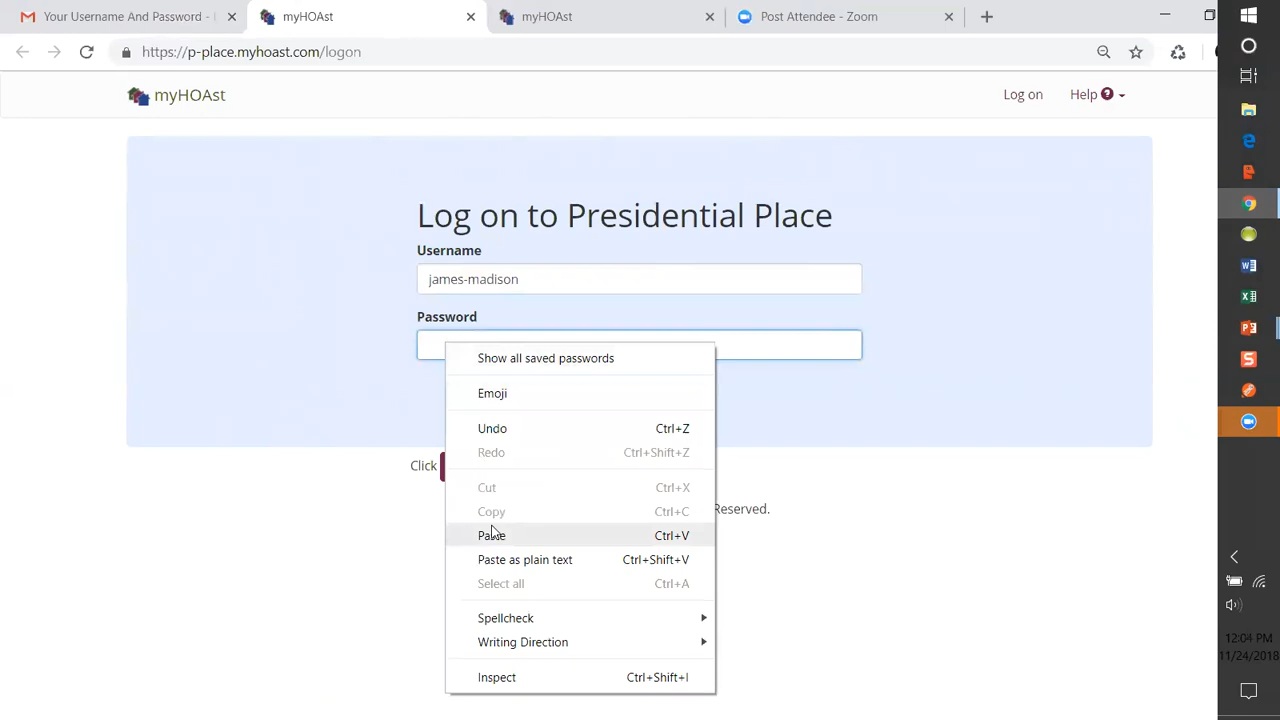 Your Username And Password -
myHOAst
myHOAst
Post Attendee - Zoom
https://p-place.myhoast.com/logon
myHOAst
Log on
Help
Log on to Presidential Place
Username
james-madison
Password
Show all saved passwords
Emoji
Undo Ctrl+Z
Redo Ctrl+Shift+Z
Cut Ctrl+X
Copy Ctrl+C
Paste Ctrl+V
Paste as plain text Ctrl+Shift+V
Select all Ctrl+A
Spellcheck
Writing Direction
Inspect Ctrl+Shift+I
Click
Reserved.
12:04 PM
11/24/2018